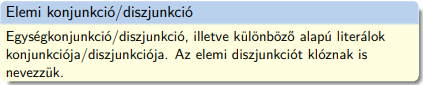 Elemi konjunkció/diszjunkció
Egységkonjunkció/diszjunkció, illetve különböző alapú literálok
konjunkciója/diszjunkciója. Az elemi diszjunkciót klóznak is
nevezzük.